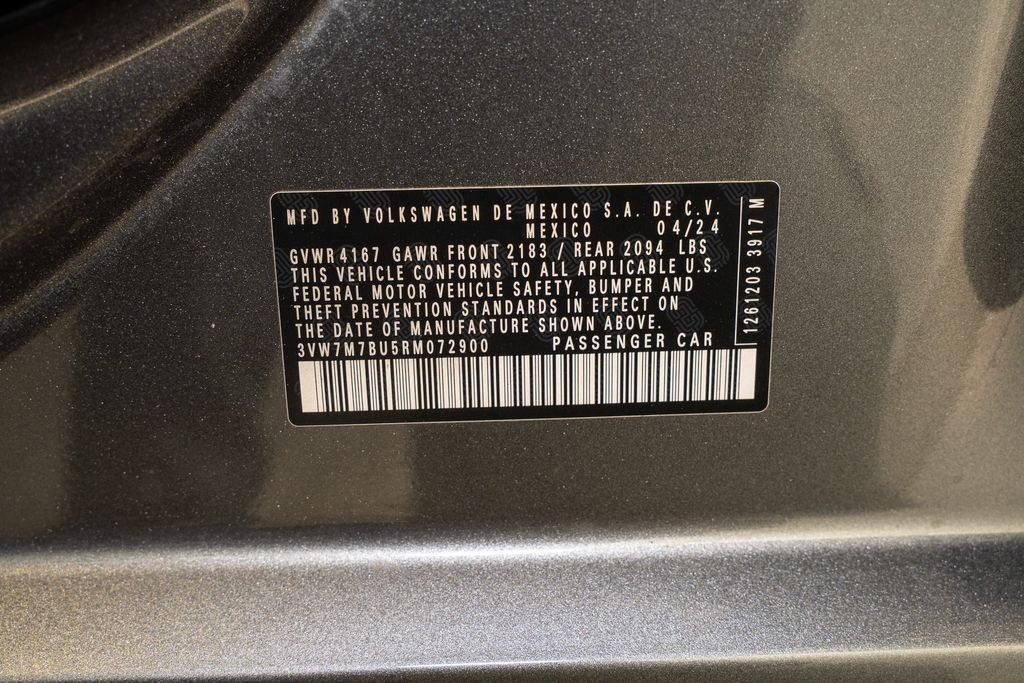 MFD BY VOLKSWAGEN DE MEXICO S.A. DE C.V.
MEXICO 04/24
GVWR 4167 GAWR FRONT 2183 / REAR 2094 LBS
THIS VEHICLE CONFORMS TO ALL APPLICABLE U.S.
FEDERAL MOTOR VEHICLE SAFETY, BUMPER AND
THEFT PREVENTION STANDARDS IN EFFECT ON
THE DATE OF MANUFACTURE SHOWN ABOVE.
3VW7M7BU5RM072900 PASSENGER CAR
1261203 3917 M